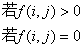 若f(i, j) > 0
若f(i, j) = 0